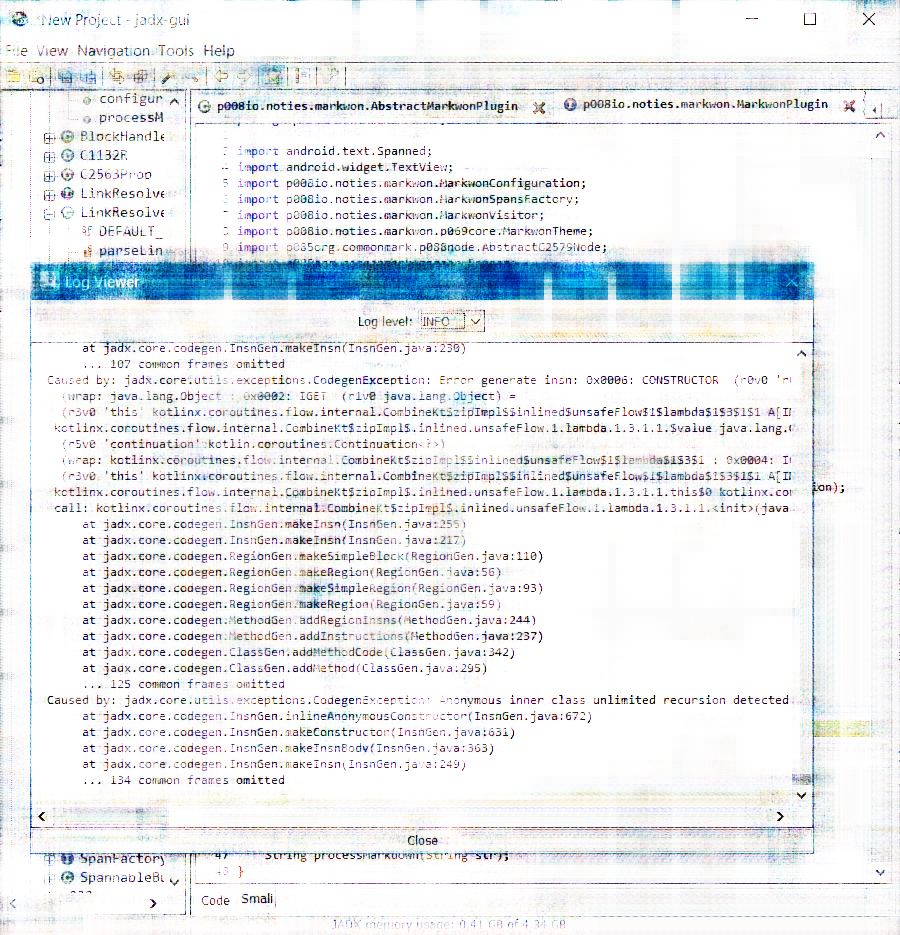 New Project - jadx-gui
File View Navigation Tools Help
configur
processM
BlockHandle
C1132R
C2563Prop
LinkResolve
LinkResolve
DEFAULT_
parseLin
p008io.noties.markwon.AbstractMarkwonPlugin
p008io.noties.markwon.MarkwonPlugin
3 import android.text.Spanned;
4 import android.widget.TextView;
5 import p008io.noties.markwon.MarkwonConfiguration;
6 import p008io.noties.markwon.MarkwonSpansFactory;
7 import p008io.noties.markwon.MarkwonVisitor;
8 import p008io.noties.markwon.p069core.MarkwonTheme;
9 import p085org.commonmark.p088node.AbstractC2579Node;
Log Viewer
Log level: INFO
at jadx.core.codegen.InsnGen.makeInsn(InsnGen.java:230)
... 107 common frames omitted
Caused by: jadx.core.utils.exceptions.CodegenException: Error generate insn: 0x0006: CONSTRUCTOR (r0v0 'r
(wrap: java.lang.Object : 0x0002: IGET (r1v0 java.lang.Object) =
(r3v0 'this' kotlinx.coroutines.flow.internal.CombineKt$zipImpl$$inlined$unsafeFlow$1$lambda$1$3$1$1 A[IN
kotlinx.coroutines.flow.internal.CombineKt$zipImpl$.inlined.unsafeFlow.1.lambda.1.3.1.1.$value java.lang.O
(r5v0 'continuation' kotlin.coroutines.Continuation<?>)
(wrap: kotlinx.coroutines.flow.internal.CombineKt$zipImpl$$inlined$unsafeFlow$1$lambda$1$3$1 : 0x0004: IG
(r3v0 'this' kotlinx.coroutines.flow.internal.CombineKt$zipImpl$$inlined$unsafeFlow$1$lambda$1$3$1$1 A[IN
kotlinx.coroutines.flow.internal.CombineKt$zipImpl$.inlined.unsafeFlow.1.lambda.1.3.1.1.this$0 kotlinx.cor
ion);
call: kotlinx.coroutines.flow.internal.CombineKt$zipImpl$.inlined.unsafeFlow.1.lambda.1.3.1.1.<init>(java
at jadx.core.codegen.InsnGen.makeInsn(InsnGen.java:255)
at jadx.core.codegen.InsnGen.makeInsn(InsnGen.java:217)
at jadx.core.codegen.RegionGen.makeSimpleBlock(RegionGen.java:110)
at jadx.core.codegen.RegionGen.makeRegion(RegionGen.java:56)
at jadx.core.codegen.RegionGen.makeSimpleRegion(RegionGen.java:93)
at jadx.core.codegen.RegionGen.makeRegion(RegionGen.java:59)
at jadx.core.codegen.MethodGen.addRegionInsns(MethodGen.java:244)
at jadx.core.codegen.MethodGen.addInstructions(MethodGen.java:237)
at jadx.core.codegen.ClassGen.addMethodCode(ClassGen.java:342)
at jadx.core.codegen.ClassGen.addMethod(ClassGen.java:295)
... 125 common frames omitted
Caused by: jadx.core.utils.exceptions.CodegenException: Anonymous inner class unlimited recursion detected.
at jadx.core.codegen.InsnGen.inlineAnonymousConstructor(InsnGen.java:672)
at jadx.core.codegen.InsnGen.makeConstructor(InsnGen.java:631)
at jadx.core.codegen.InsnGen.makeInsnBody(InsnGen.java:363)
at jadx.core.codegen.InsnGen.makeInsn(InsnGen.java:249)
... 134 common frames omitted
Close
SpanFactory
SpannableBu
47 String processMarkdown(String str);
48 }
Code Smali
JADX memory usage: 0.41 GB of 4.34 GB